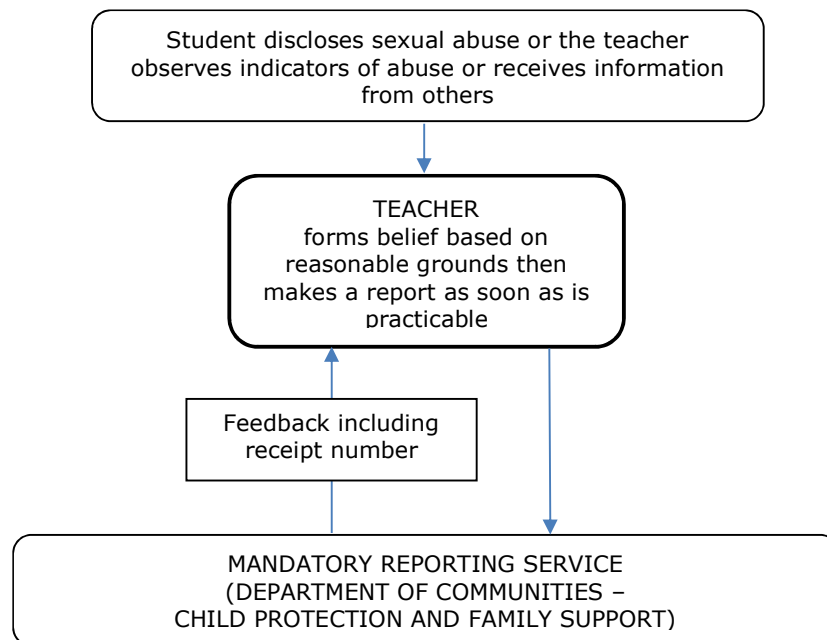 Student discloses sexual abuse or the teacher
observes indicators of abuse or receives information
from others
TEACHER
forms belief based on
reasonable grounds then
makes a report as soon as is
practicable
Feedback including
receipt number
MANDATORY REPORTING SERVICE
(DEPARTMENT OF COMMUNITIES –
CHILD PROTECTION AND FAMILY SUPPORT)